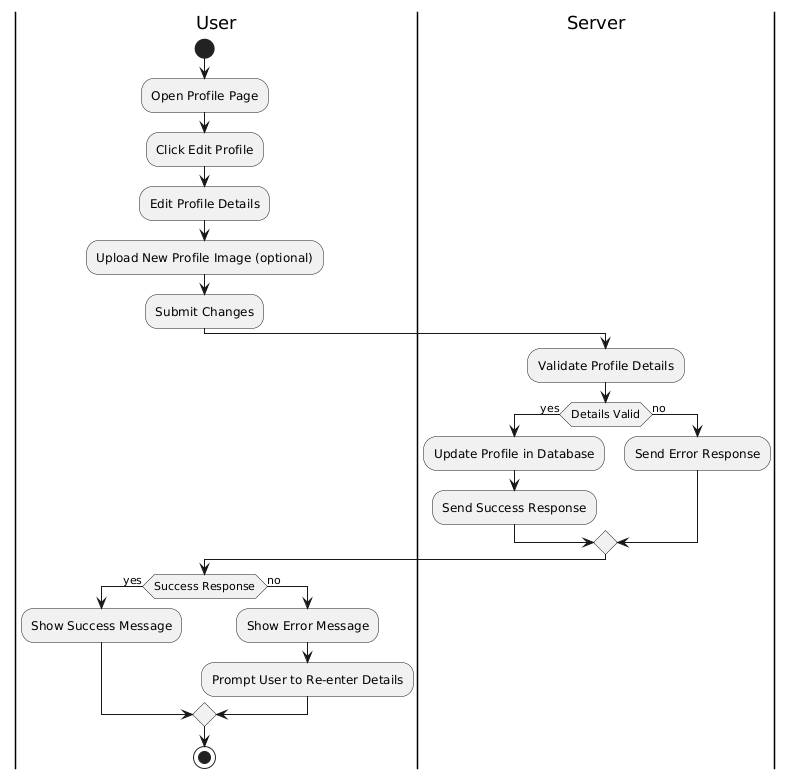 User
Server
Open Profile Page
Click Edit Profile
Edit Profile Details
Upload New Profile Image (optional)
Submit Changes
Validate Profile Details
yes
Details Valid
no
Update Profile in Database
Send Error Response
Send Success Response
yes
Success Response
no
Show Success Message
Show Error Message
Prompt User to Re-enter Details